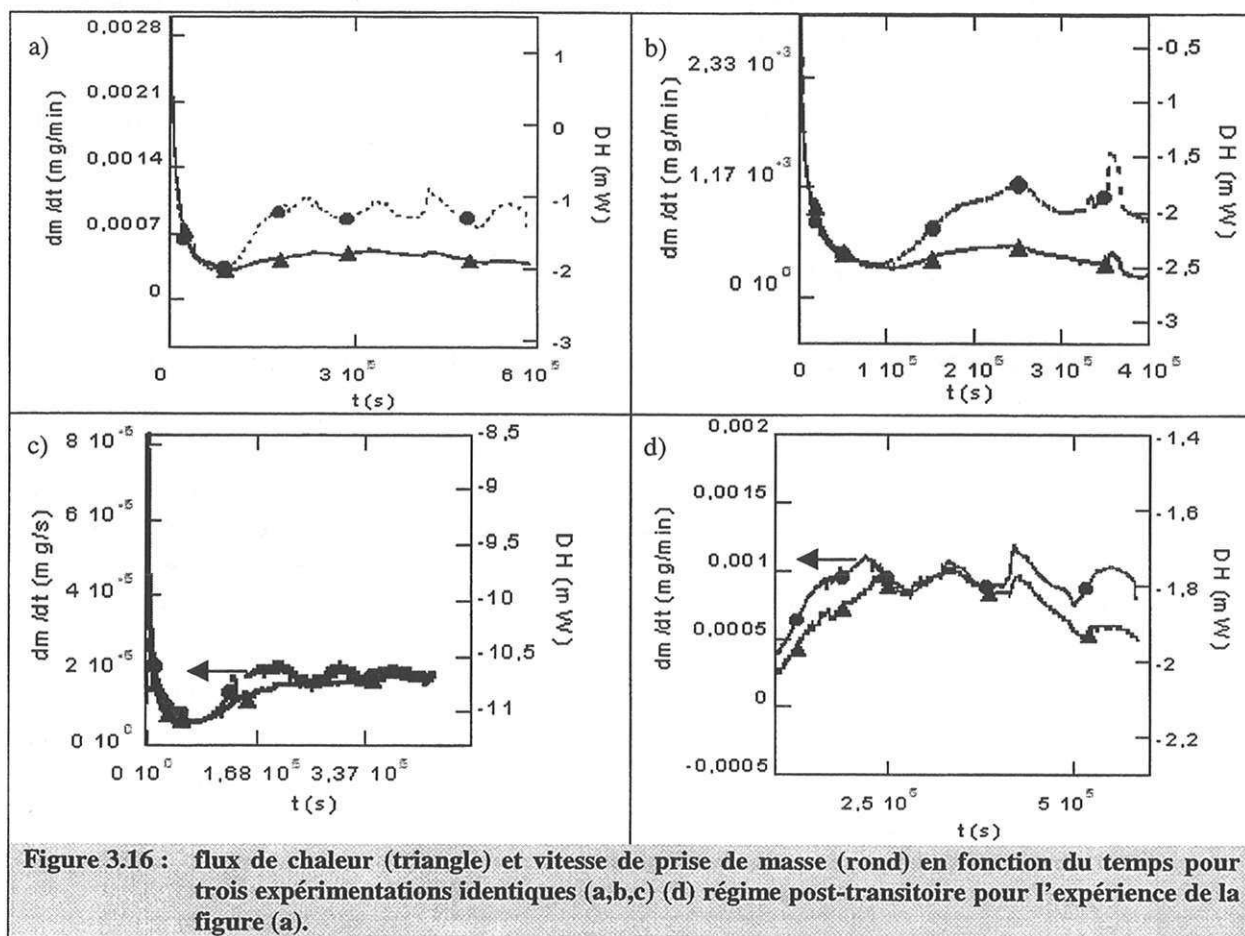 a)
0,0028
0,0021
0,0014
0,0007
0
dm /dt (mg/min)
1
0
-1
-2
-3
DH (mW)
0
3 10⁵
6 10⁵
t(s)
b)
2,33 10⁻³
1,17 10⁻³
0 10⁰
dm /dt (mg/min)
-0,5
-1
-1,5
-2
-2,5
-3
DH (mW)
0
1 10⁵
2 10⁵
3 10⁵
4 10⁵
t(s)
c)
8 10⁻⁵
6 10⁻⁵
4 10⁻⁵
2 10⁻⁵
0 10⁰
dm /dt (mg/s)
-8,5
-9
-9,5
-10
-10,5
-11
DH (mW)
0 10⁰
1,68 10⁵
3,37 10⁵
t(s)
d)
0,002
0,0015
0,001
0,0005
0
-0,0005
dm /dt (mg/min)
-1,4
-1,6
-1,8
-2
-2,2
DH (mW)
2,5 10⁵
5 10⁵
t(s)
Figure 3.16 : flux de chaleur (triangle) et vitesse de prise de masse (rond) en fonction du temps pour
trois expérimentations identiques (a,b,c) (d) régime post-transitoire pour l'expérience de la
figure (a).